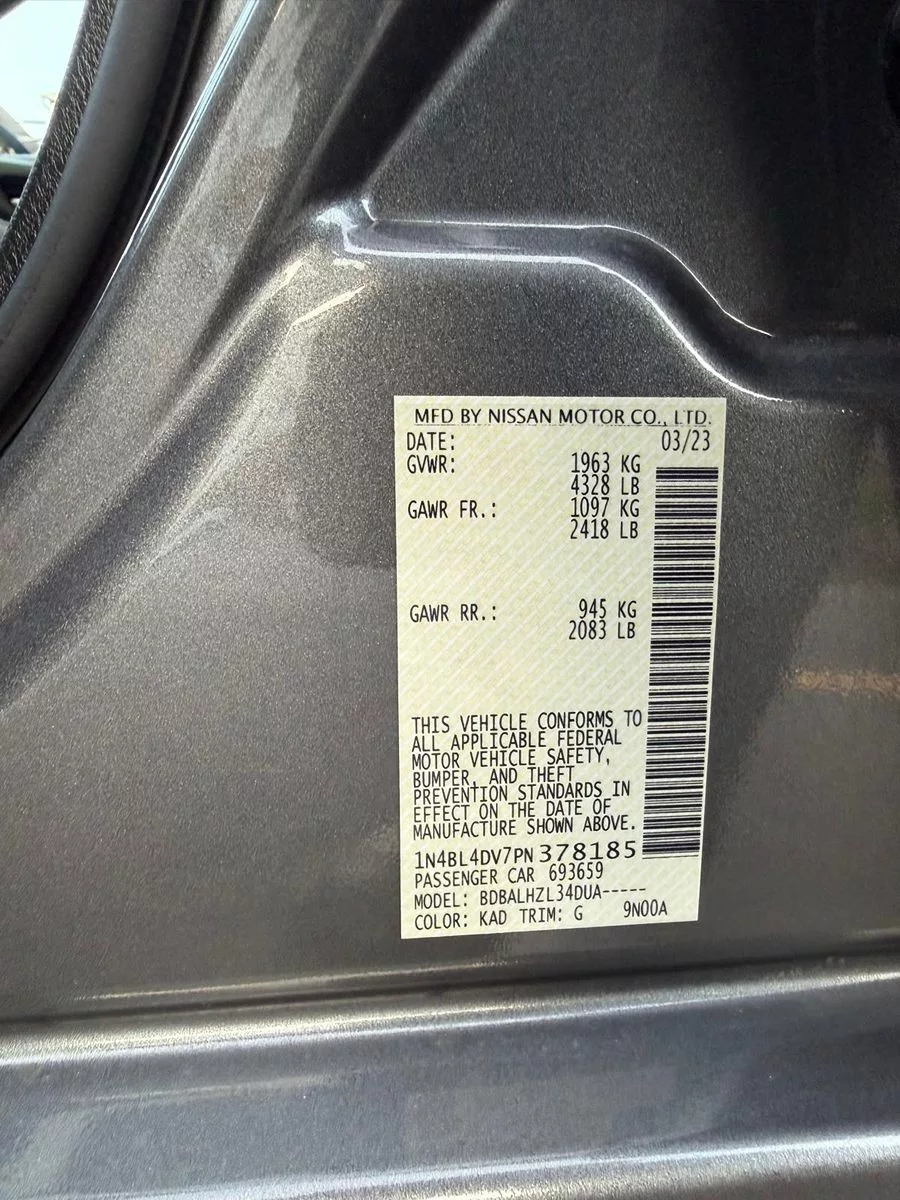 MFD BY NISSAN MOTOR CO., LTD.
DATE: 03/23
GVWR: 1963 KG
4328 LB
GAWR FR.: 1097 KG
2418 LB
GAWR RR.: 945 KG
2083 LB
THIS VEHICLE CONFORMS TO
ALL APPLICABLE FEDERAL
MOTOR VEHICLE SAFETY,
BUMPER, AND THEFT
PREVENTION STANDARDS IN
EFFECT ON THE DATE OF
MANUFACTURE SHOWN ABOVE.
1N4BL4DV7PN378185
PASSENGER CAR 693659
MODEL: BDBALHZL34DUA-----
COLOR: KAD TRIM: G 9N00A